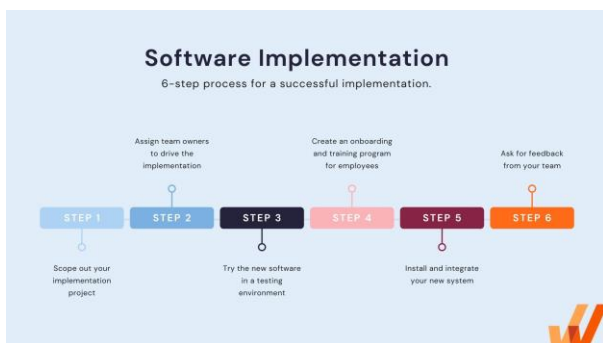 Software Implementation
6-step process for a successful implementation.
Assign team owners
to drive the
implementation
Create an onboarding
and training program
for employees
Ask for feedback
from your team
STEP 1
STEP 2
STEP 3
STEP 4
STEP 5
STEP 6
Scope out your
implementation
project
Try the new software
in a testing
environment
Install and integrate
your new system